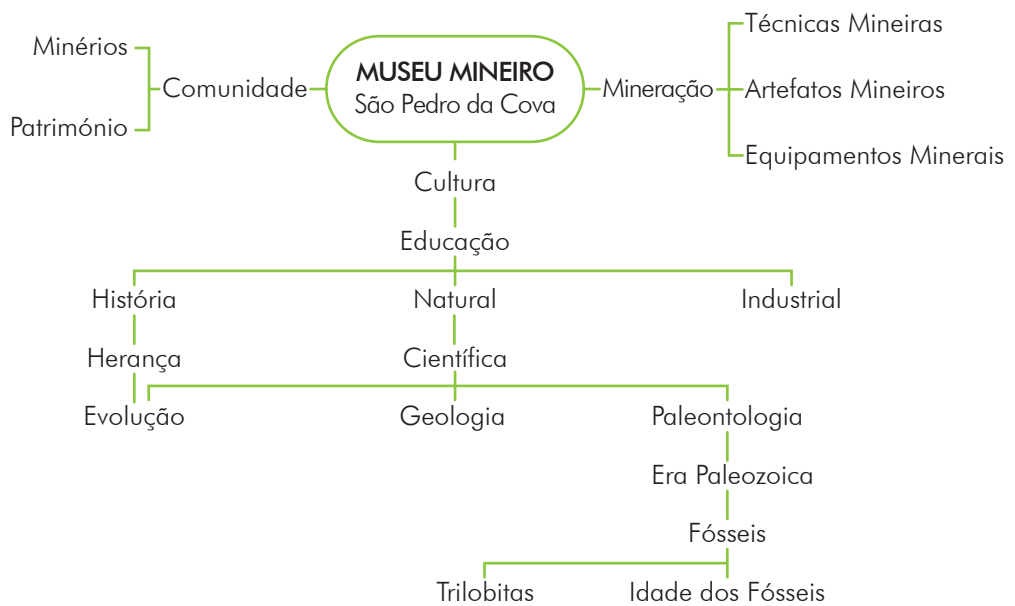 Técnicas Mineiras
Minérios
MUSEU MINEIRO
Comunidade
São Pedro da Cova
Mineração
Artefatos Mineiros
Património
Equipamentos Minerais
Cultura
Educação
História
Natural
Industrial
Herança
Científica
Evolução
Geologia
Paleontologia
Era Paleozoica
Fósseis
Trilobitas
Idade dos Fósseis